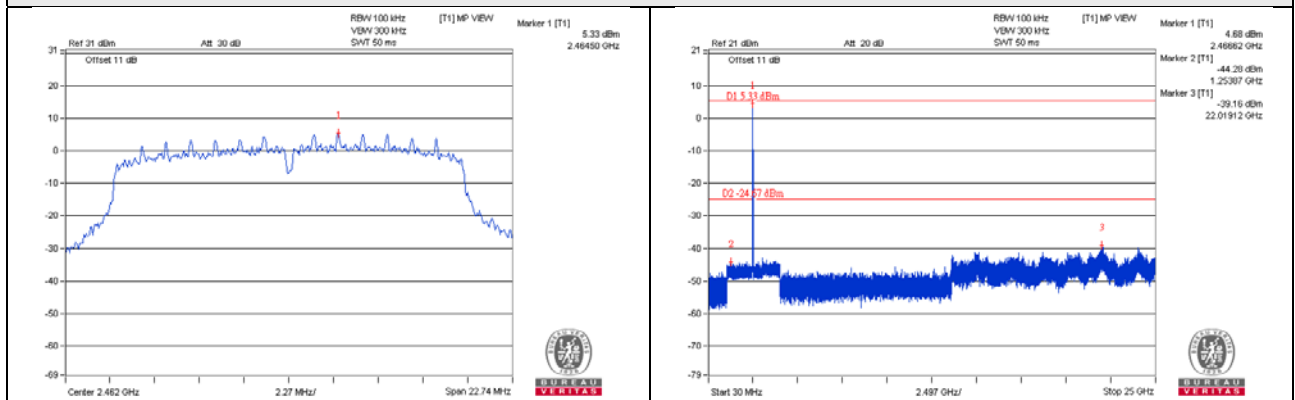 RBW 100 kHz
VBW 300 kHz
SWT 50 ms
[T1] MP VIEW
Marker 1 [T1]
5.33 dBm
2.46450 GHz
Ref 31 dBm
Att 30 dB
Offset 11 dB
31
20
10
0
-10
-20
-30
-40
-50
-60
-69
1
Center 2.462 GHz
2.27 MHz/
Span 22.74 MHz
BUREAU
VERITAS
RBW 100 kHz
VBW 300 kHz
SWT 50 ms
[T1] MP VIEW
Marker 1 [T1]
4.68 dBm
2.46662 GHz
Marker 2 [T1]
-44.28 dBm
1.25387 GHz
Marker 3 [T1]
-39.16 dBm
22.01912 GHz
Ref 21 dBm
Att 20 dB
Offset 11 dB
21
10
0
-10
-20
-30
-40
-50
-60
-70
-79
1
D1 5.33 dBm
D2 -24.67 dBm
2
3
Start 30 MHz
2.497 GHz/
Stop 25 GHz
BUREAU
VERITAS